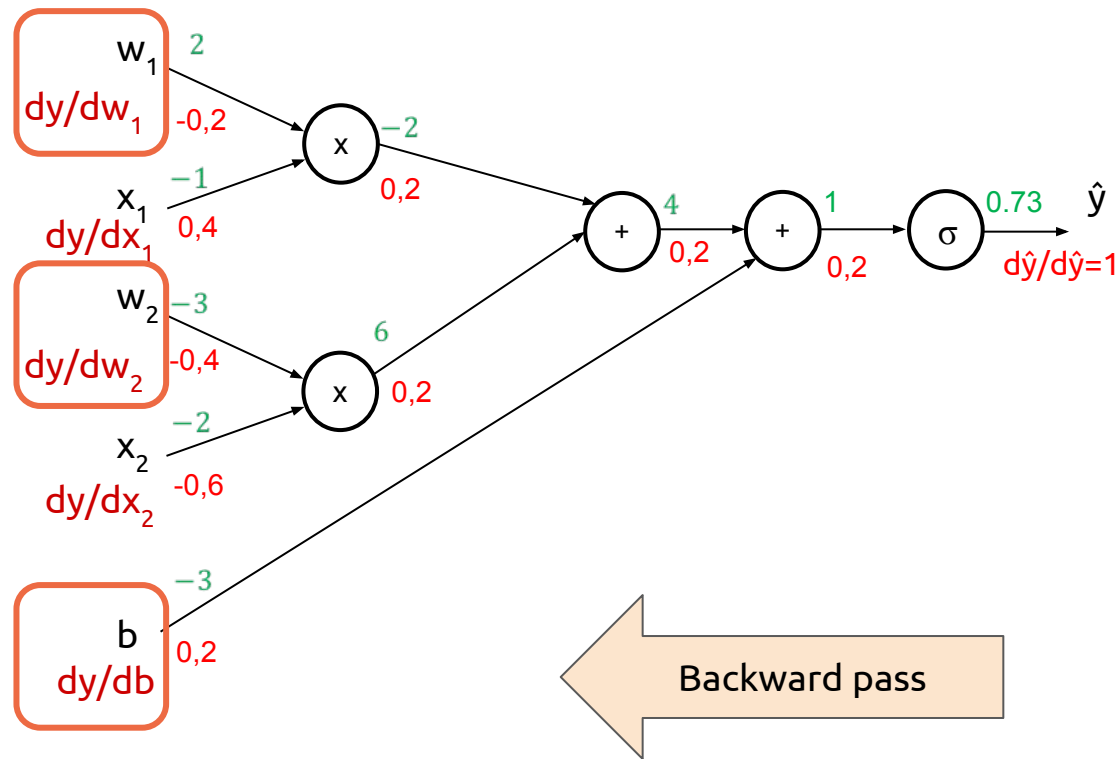 w₁ 2
dy/dw₁ -0,2
x −2
0,2
−1
x₁ 0,4
dy/dx₁
4 1 0.73 ŷ
+ + σ
0,2 0,2 dŷ/dŷ=1
w₂ −3
dy/dw₂ -0,4
6
x 0,2
−2
x₂
dy/dx₂ -0,6
−3
b 0,2
dy/db
Backward pass